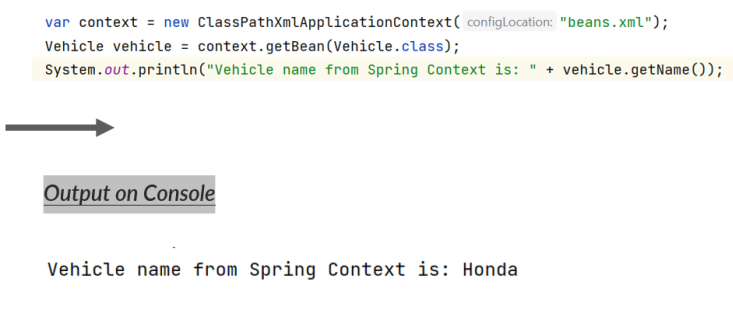 var context = new ClassPathXmlApplicationContext( configLocation: "beans.xml");
Vehicle vehicle = context.getBean(Vehicle.class);
System.out.println("Vehicle name from Spring Context is: " + vehicle.getName());
Output on Console
Vehicle name from Spring Context is: Honda